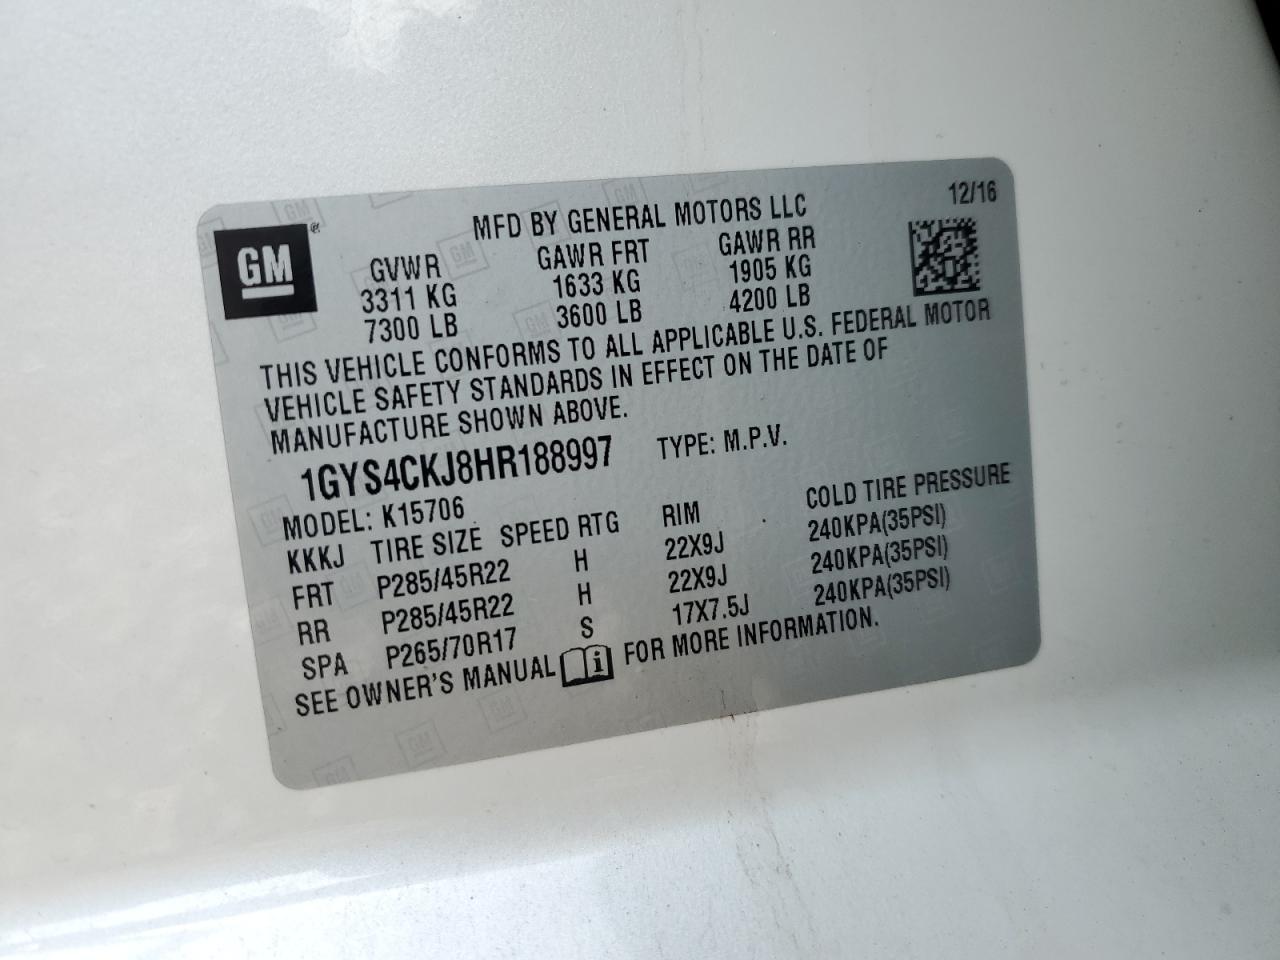 12/16
MFD BY GENERAL MOTORS LLC
GM
GVWR GAWR FRT GAWR RR
3311 KG 1633 KG 1905 KG
7300 LB 3600 LB 4200 LB
THIS VEHICLE CONFORMS TO ALL APPLICABLE U.S. FEDERAL MOTOR
VEHICLE SAFETY STANDARDS IN EFFECT ON THE DATE OF
MANUFACTURE SHOWN ABOVE.
1GYS4CKJ8HR188997 TYPE: M.P.V.
MODEL: K15706
KKKJ TIRE SIZE SPEED RTG RIM COLD TIRE PRESSURE
FRT P285/45R22 H 22X9J 240KPA(35PSI)
RR P285/45R22 H 22X9J 240KPA(35PSI)
SPA P265/70R17 S 17X7.5J 240KPA(35PSI)
SEE OWNER'S MANUAL FOR MORE INFORMATION.